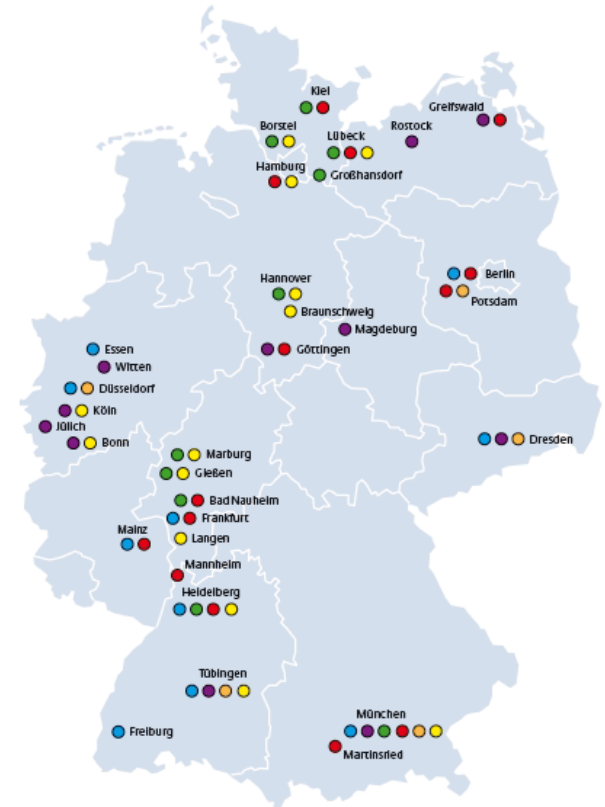 Kiel
Greifswald
Borstel
Rostock
Lübeck
Hamburg
Großhansdorf
Berlin
Hannover
Potsdam
Braunschweig
Magdeburg
Essen
Göttingen
Witten
Düsseldorf
Köln
Jülich
Bonn
Dresden
Marburg
Gießen
Bad Nauheim
Frankfurt
Mainz
Langen
Mannheim
Heidelberg
Tübingen
München
Freiburg
Martinsried